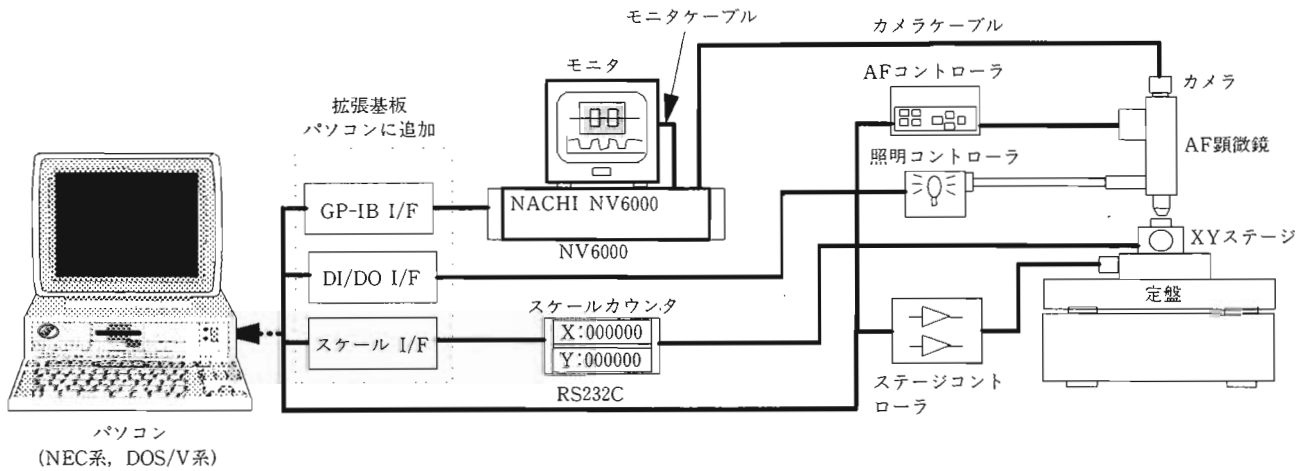 モニタケーブル
カメラケーブル
モニタ
AFコントローラ
カメラ
拡張基板
パソコンに追加
AF顕微鏡
照明コントローラ
GP-IB I/F
NACHI NV6000
NV6000
XYステージ
DI/DO I/F
定盤
スケールカウンタ
スケール I/F
X:000000
Y:000000
RS232C
ステージコント
ローラ
パソコン
(NEC系, DOS/V系)